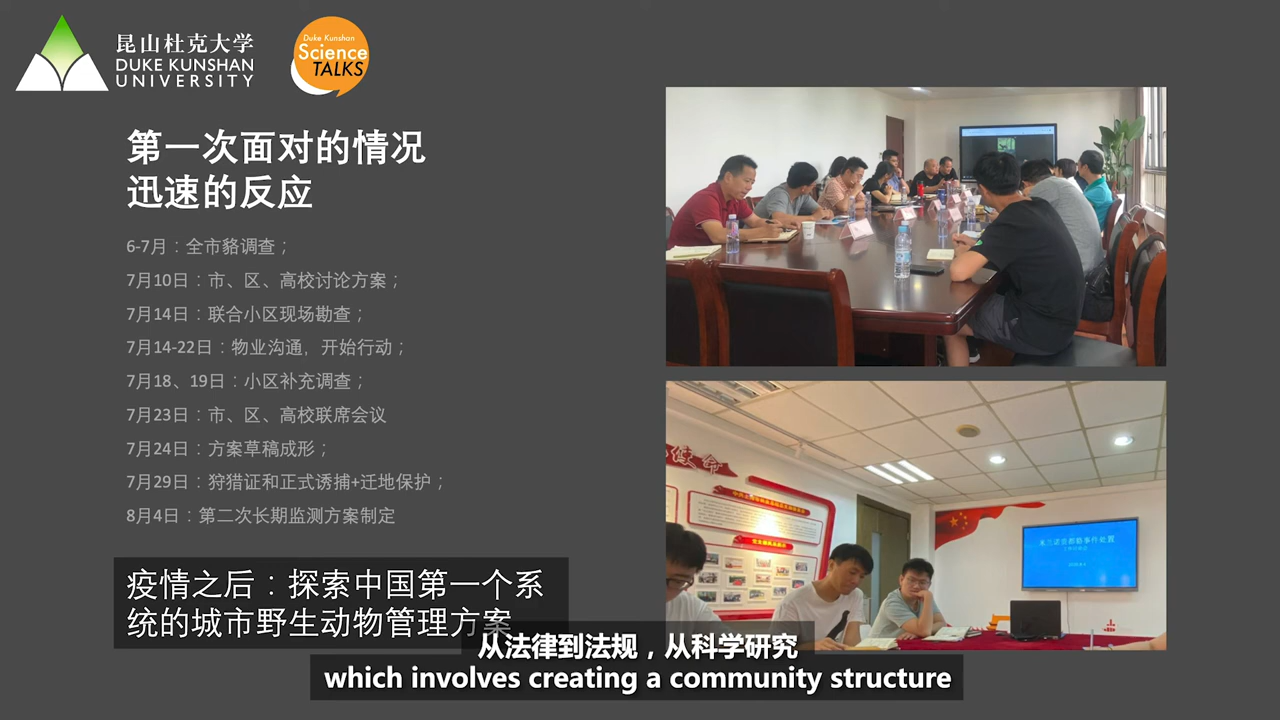 昆山杜克大学
DUKE KUNSHAN
UNIVERSITY
Duke Kunshan
Science
TALKS
第一次面对的情况
迅速的反应
6-7月：全市貉调查；
7月10日：市、区、高校讨论方案；
7月14日：联合小区现场勘查；
7月14-22日：物业沟通，开始行动；
7月18、19日：小区补充调查；
7月23日：市、区、高校联席会议
7月24日：方案草稿成形；
7月29日：狩猎证和正式诱捕+迁地保护；
8月4日：第二次长期监测方案制定
疫情之后：探索中国第一个系
统的城市野生动物管理方案
从法律到法规，从科学研究
which involves creating a community structure